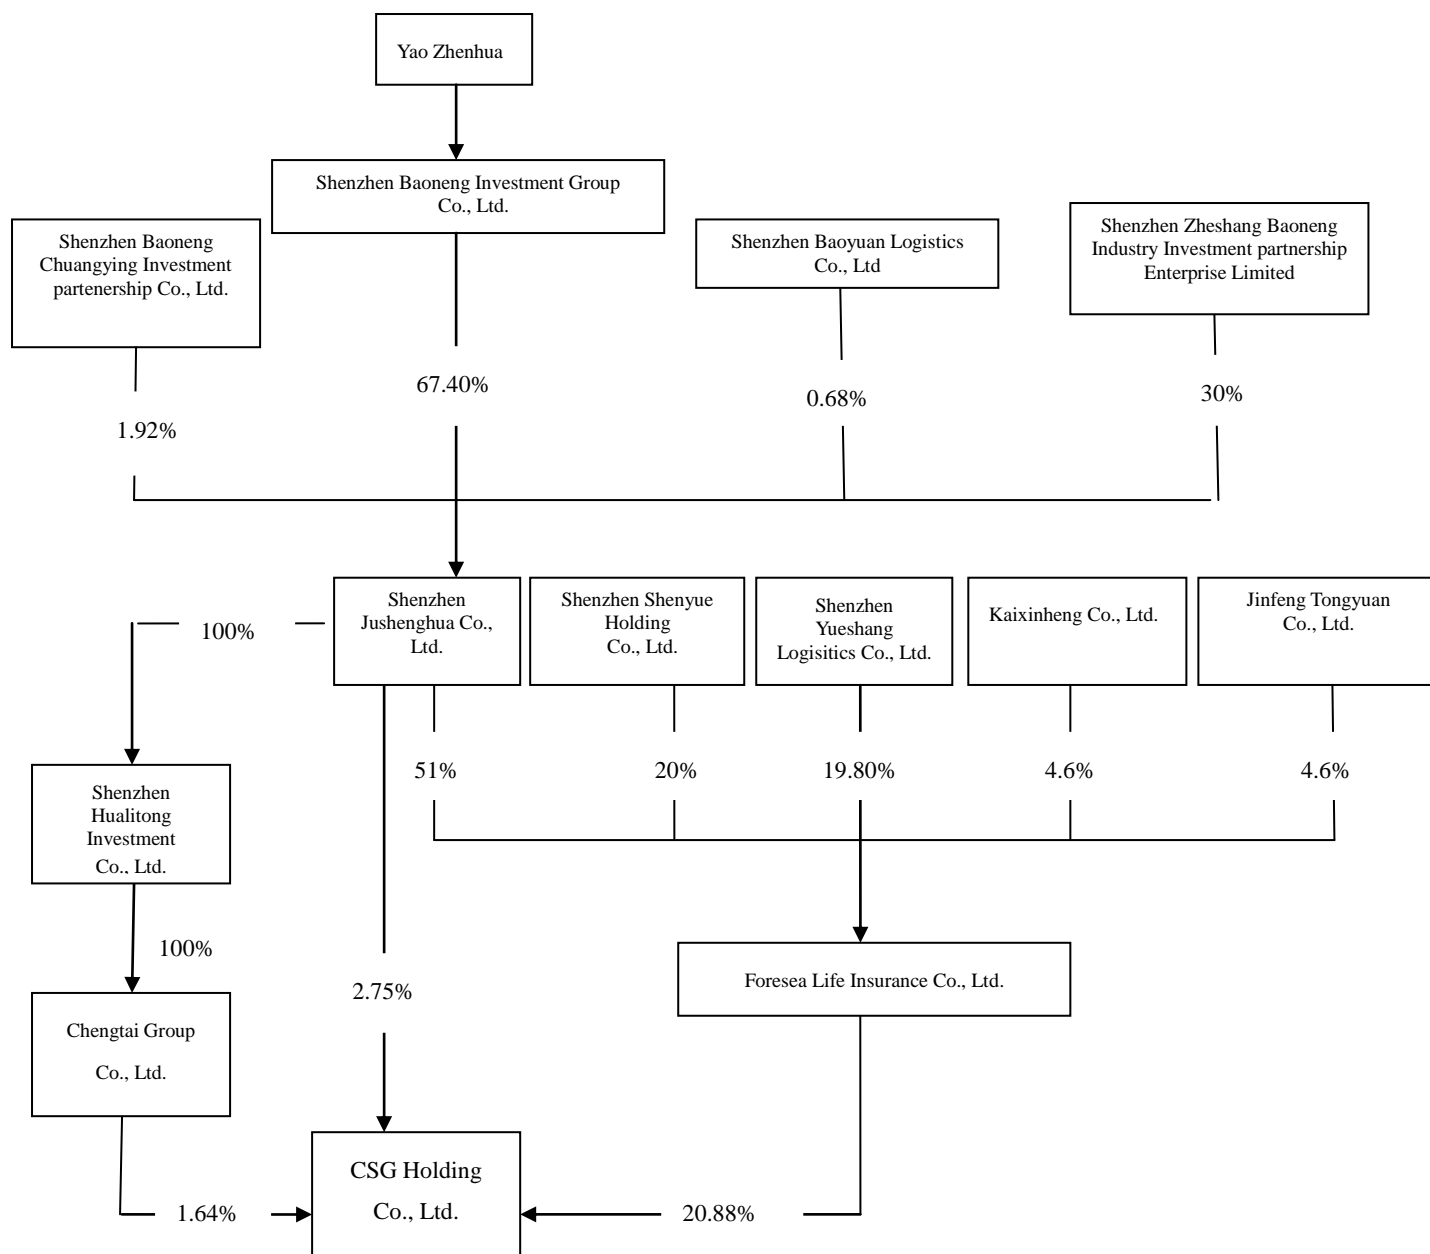 Yao Zhenhua
Shenzhen Baoneng Investment Group
Co., Ltd.
Shenzhen Baoneng
Chuangying Investment
partenership Co., Ltd.
Shenzhen Baoyuan Logistics
Co., Ltd
Shenzhen Zheshang Baoneng
Industry Investment partnership
Enterprise Limited
67.40%
0.68%
30%
1.92%
Shenzhen
Jushenghua Co.,
Ltd.
Shenzhen Shenyue
Holding
Co., Ltd.
Shenzhen
Yueshang
Logisitics Co., Ltd.
Kaixinheng Co., Ltd.
Jinfeng Tongyuan
Co., Ltd.
100%
51%
20%
19.80%
4.6%
4.6%
Shenzhen
Hualitong
Investment
Co., Ltd.
100%
2.75%
Foresea Life Insurance Co., Ltd.
Chengtai Group
Co., Ltd.
CSG Holding
Co., Ltd.
1.64%
20.88%